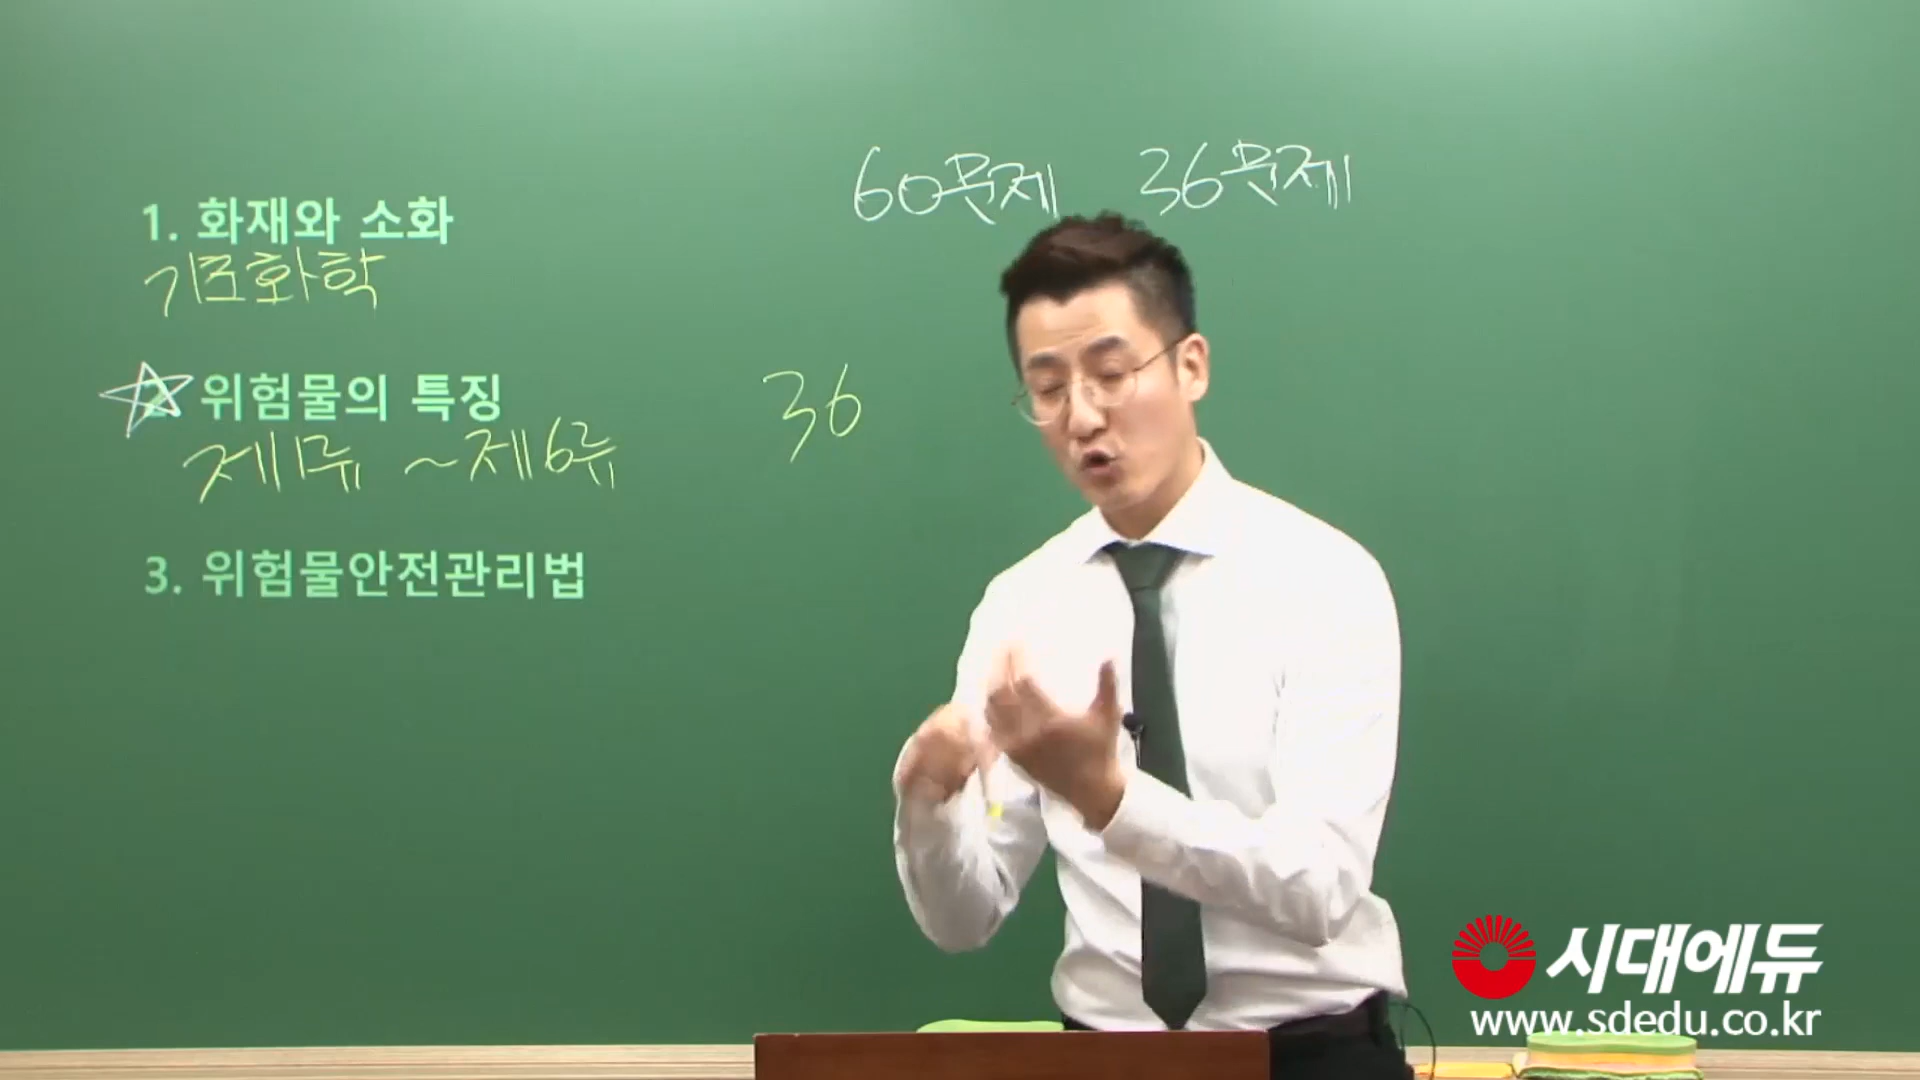 60문제 36문제
1. 화재와 소화
기초화학
위험물의 특징
36
제1류 ~제6류
3. 위험물안전관리법
시대에듀
www.sdedu.co.kr